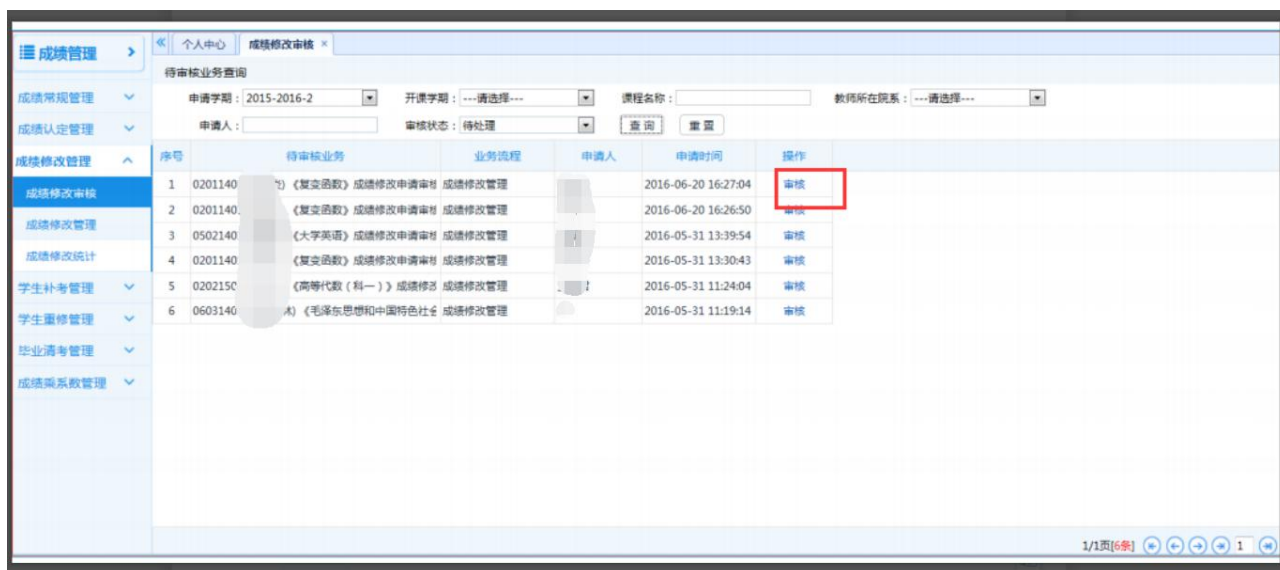 成绩管理
个人中心 成绩修改审核 ×
待审核业务查询
申请学期： 2015-2016-2 开课学期： ---请选择--- 课程名称： 教师所在院系： ---请选择---
申请人： 审核状态： 待处理 查 询 重 置
成绩常规管理
成绩认定管理
成绩修改管理
成绩修改审核
成绩修改管理
成绩修改统计
学生补考管理
学生重修管理
毕业清考管理
成绩乘系数管理
序号 待审核业务 业务流程 申请人 申请时间 操作
1 0201140 《复变函数》成绩修改申请审核 成绩修改管理 2016-06-20 16:27:04 审核
2 0201140 《复变函数》成绩修改申请审核 成绩修改管理 2016-06-20 16:26:50 审核
3 0502140 《大学英语》成绩修改申请审核 成绩修改管理 2016-05-31 13:39:54 审核
4 0201140 《复变函数》成绩修改申请审核 成绩修改管理 2016-05-31 13:30:43 审核
5 0202150 《高等代数（科一）》成绩修改 成绩修改管理 2016-05-31 11:24:04 审核
6 0603140 《毛泽东思想和中国特色社会 成绩修改管理 2016-05-31 11:19:14 审核
1/1页[6条] 1